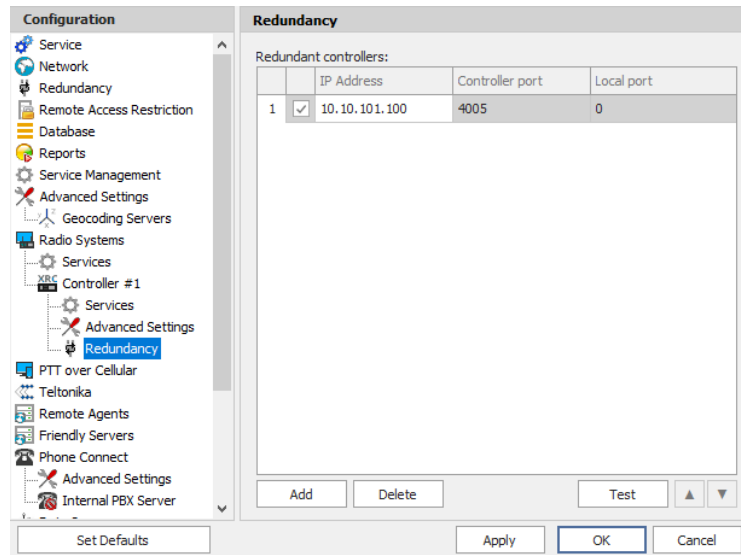 Configuration
Service
Network
Redundancy
Remote Access Restriction
Database
Reports
Service Management
Advanced Settings
Geocoding Servers
Radio Systems
Services
XRC Controller #1
Services
Advanced Settings
Redundancy
PTT over Cellular
Teltonika
Remote Agents
Friendly Servers
Phone Connect
Advanced Settings
Internal PBX Server
Set Defaults
Redundancy
Redundant controllers:
IP Address Controller port Local port
1 10.10.101.100 4005 0
Add Delete Test
Apply OK Cancel